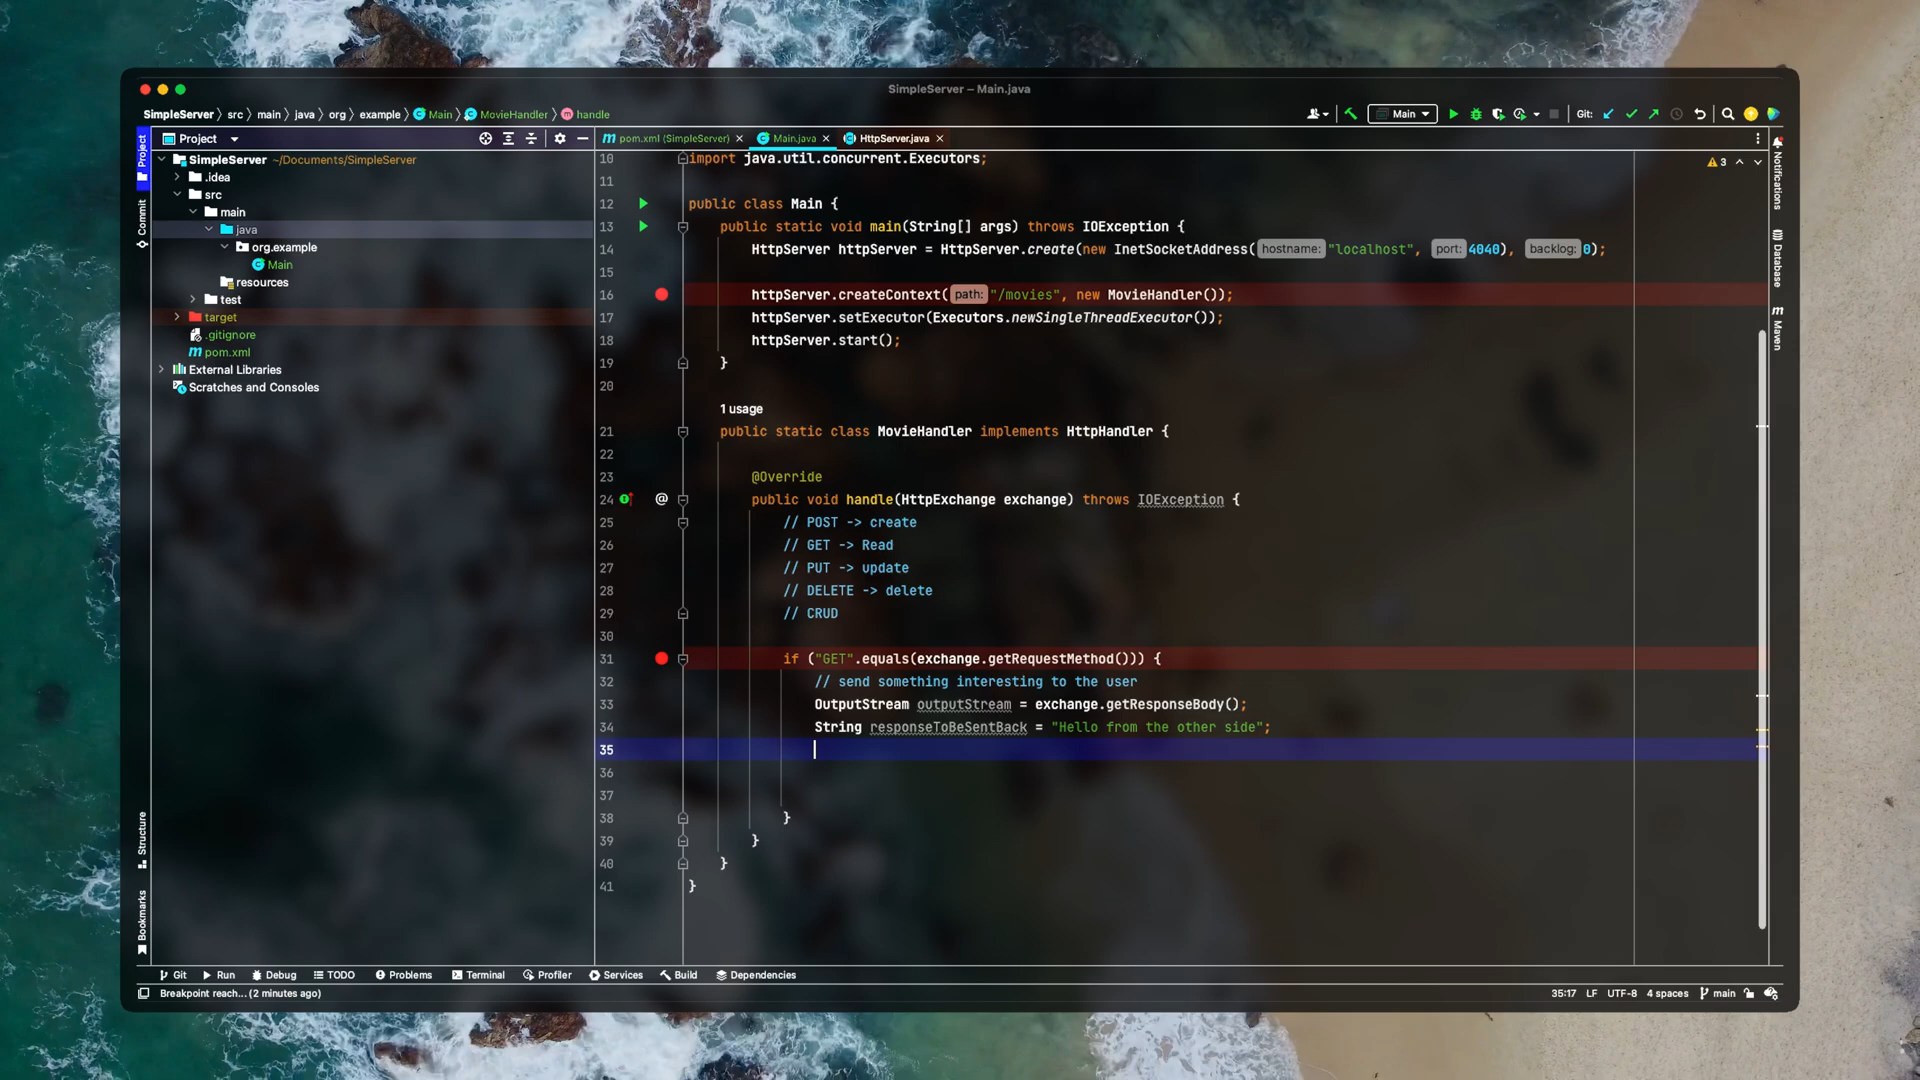 SimpleServer – Main.java
SimpleServer src main java org example Main MovieHandler handle
Main Git:
Project
pom.xml (SimpleServer) Main.java HttpServer.java
SimpleServer ~/Documents/SimpleServer
.idea
src
main
java
org.example
Main
resources
test
target
.gitignore
pom.xml
External Libraries
Scratches and Consoles
Project
Commit
Structure
Bookmarks
3
10 import java.util.concurrent.Executors;
11
12 public class Main {
13 public static void main(String[] args) throws IOException {
14 HttpServer httpServer = HttpServer.create(new InetSocketAddress( hostname: "localhost", port: 4040), backlog: 0);
15
16 httpServer.createContext( path: "/movies", new MovieHandler());
17 httpServer.setExecutor(Executors.newSingleThreadExecutor());
18 httpServer.start();
19 }
20
1 usage
21 public static class MovieHandler implements HttpHandler {
22
23 @Override
24 @ public void handle(HttpExchange exchange) throws IOException {
25 // POST -> create
26 // GET -> Read
27 // PUT -> update
28 // DELETE -> delete
29 // CRUD
30
31 if ("GET".equals(exchange.getRequestMethod())) {
32 // send something interesting to the user
33 OutputStream outputStream = exchange.getResponseBody();
34 String responseToBeSentBack = "Hello from the other side";
35
36
37
38 }
39 }
40 }
41 }
Notifications
Database
Maven
Git Run Debug TODO Problems Terminal Profiler Services Build Dependencies
Breakpoint reach... (2 minutes ago) 35:17 LF UTF-8 4 spaces main